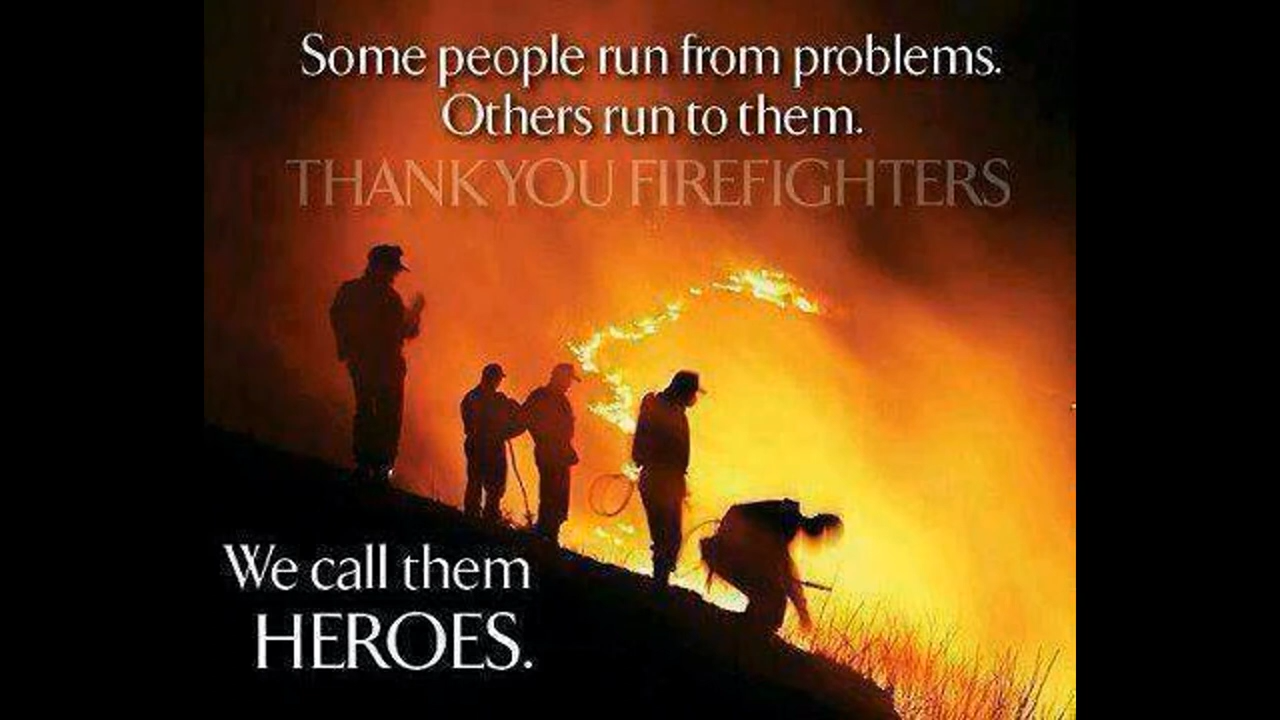 Some people run from problems.
Others run to them.
THANK YOU FIREFIGHTERS
We call them
HEROES.